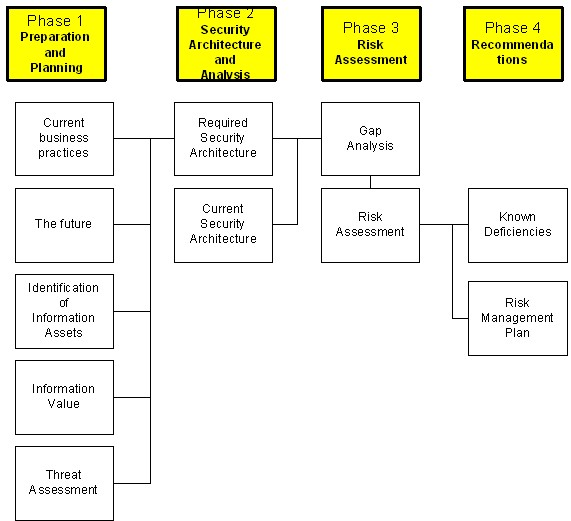 Phase 1
Preparation
and
Planning
Phase 2
Security
Architecture
and
Analysis
Phase 3
Risk
Assessment
Phase 4
Recommenda
tions
Current
business
practices
Required
Security
Architecture
Gap
Analysis
The future
Current
Security
Architecture
Risk
Assessment
Known
Deficiencies
Identification
of
Information
Assets
Risk
Management
Plan
Information
Value
Threat
Assessment